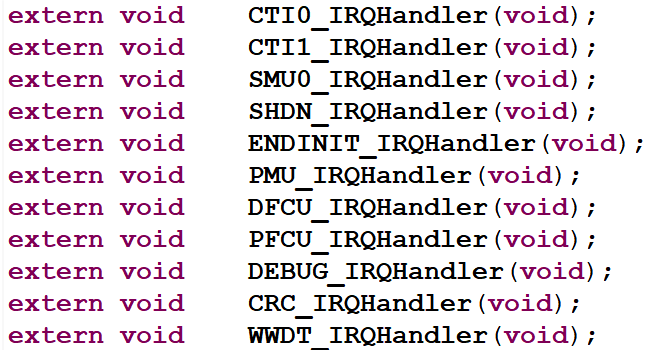 extern void    CTI0_IRQHandler(void);
extern void    CTI1_IRQHandler(void);
extern void    SMU0_IRQHandler(void);
extern void    SHDN_IRQHandler(void);
extern void    ENDINIT_IRQHandler(void);
extern void    PMU_IRQHandler(void);
extern void    DFCU_IRQHandler(void);
extern void    PFCU_IRQHandler(void);
extern void    DEBUG_IRQHandler(void);
extern void    CRC_IRQHandler(void);
extern void    WWDT_IRQHandler(void);